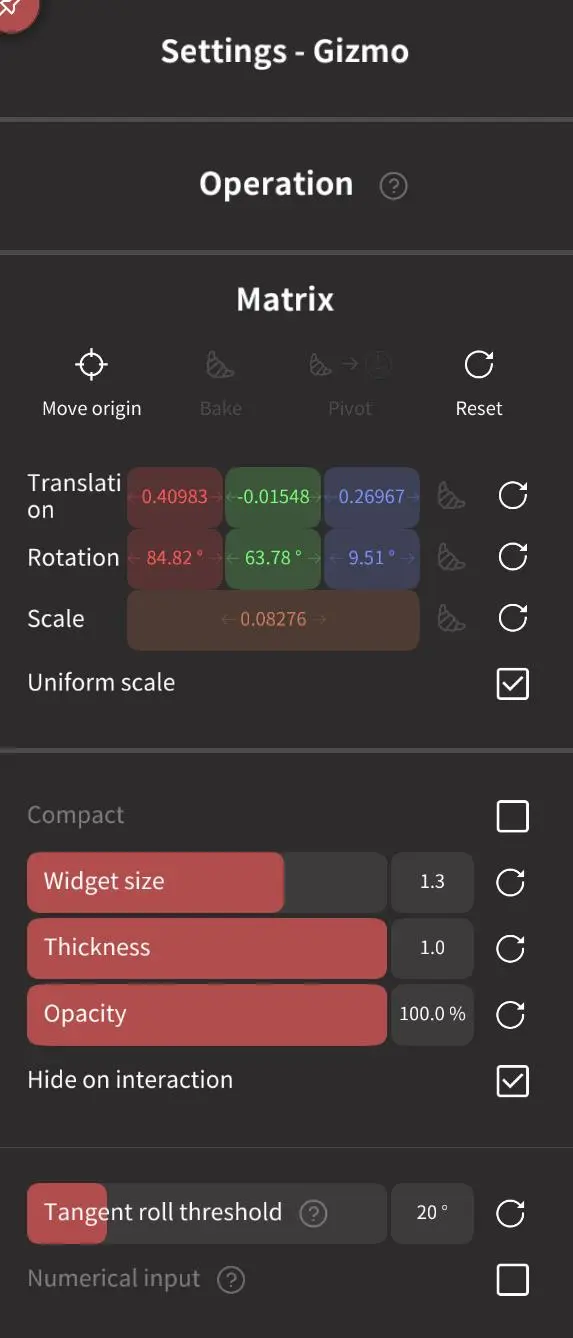 Settings - Gizmo
Operation ?
Matrix
Move origin Bake Pivot Reset
Translati
on 0.40983 -0.01548 0.26967
Rotation 84.82 ° 63.78 ° 9.51 °
Scale 0.08276
Uniform scale
Compact
Widget size 1.3
Thickness 1.0
Opacity 100.0 %
Hide on interaction
Tangent roll threshold ? 20 °
Numerical input ?